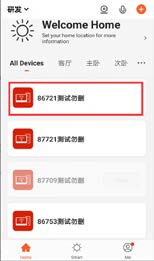 研发
Welcome Home
Set your home location for more
information
All Devices 客厅 主卧 次卧 ...
86721测试勿删
87721测试勿删
87709测试勿删
86753测试勿删
Home Smart Me